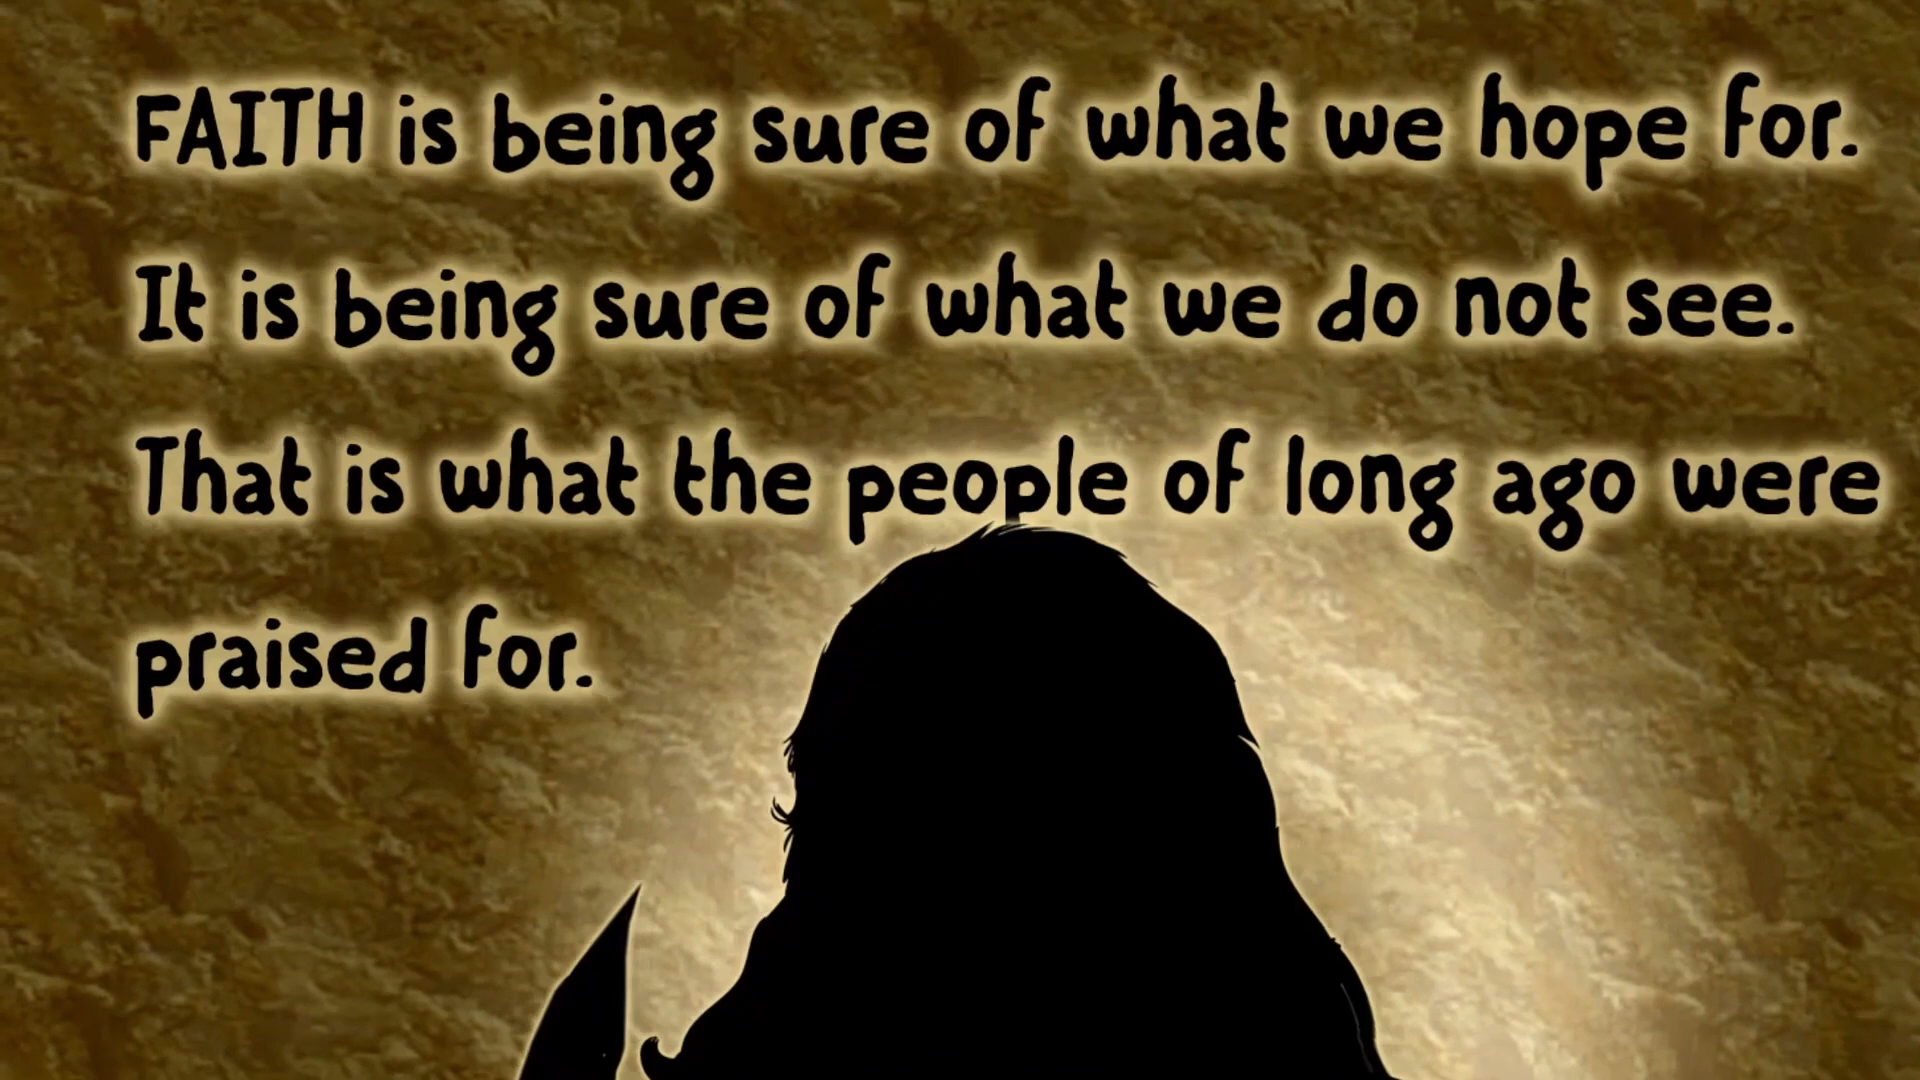 FAITH is being sure of what we hope for.
It is being sure of what we do not see.
That is what the people of long ago were
praised for.